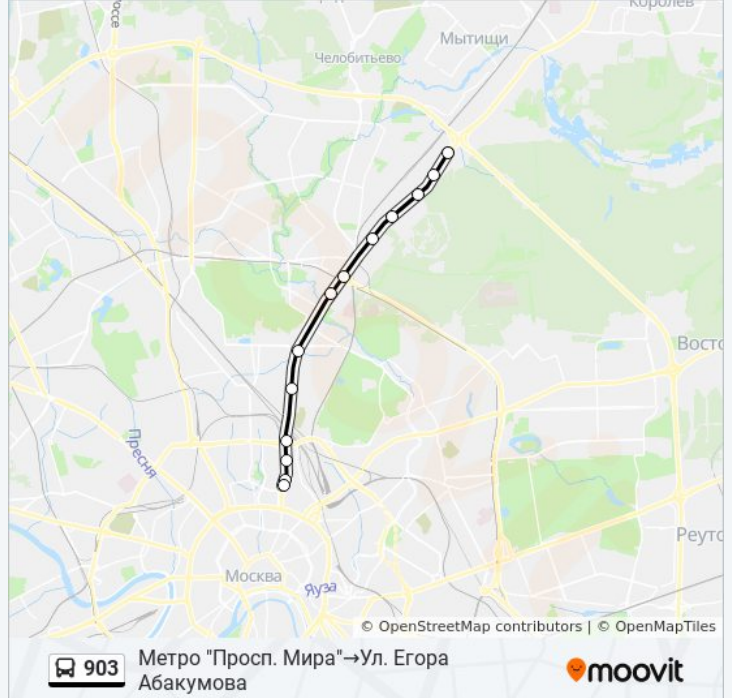 Королёв
оссе
Мытищи
Челобитьево
Восто
Пресня
Реуто
Москва
Яуза
© OpenStreetMap contributors | © OpenMapTiles
903
Метро "Просп. Мира"→Ул. Егора
Абакумова
moovit